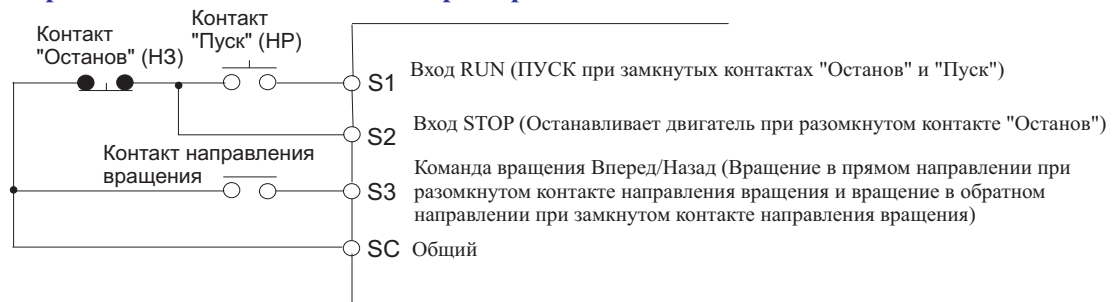 Контакт
"Останов" (НЗ)
Контакт
"Пуск" (НР)
S1
Вход RUN (ПУСК при замкнутых контактах "Останов" и "Пуск")
S2
Вход STOP (Останавливает двигатель при разомкнутом контакте "Останов")
Контакт направления
вращения
S3
Команда вращения Вперед/Назад (Вращение в прямом направлении при
разомкнутом контакте направления вращения и вращение в обратном
направлении при замкнутом контакте направления вращения)
SC
Общий